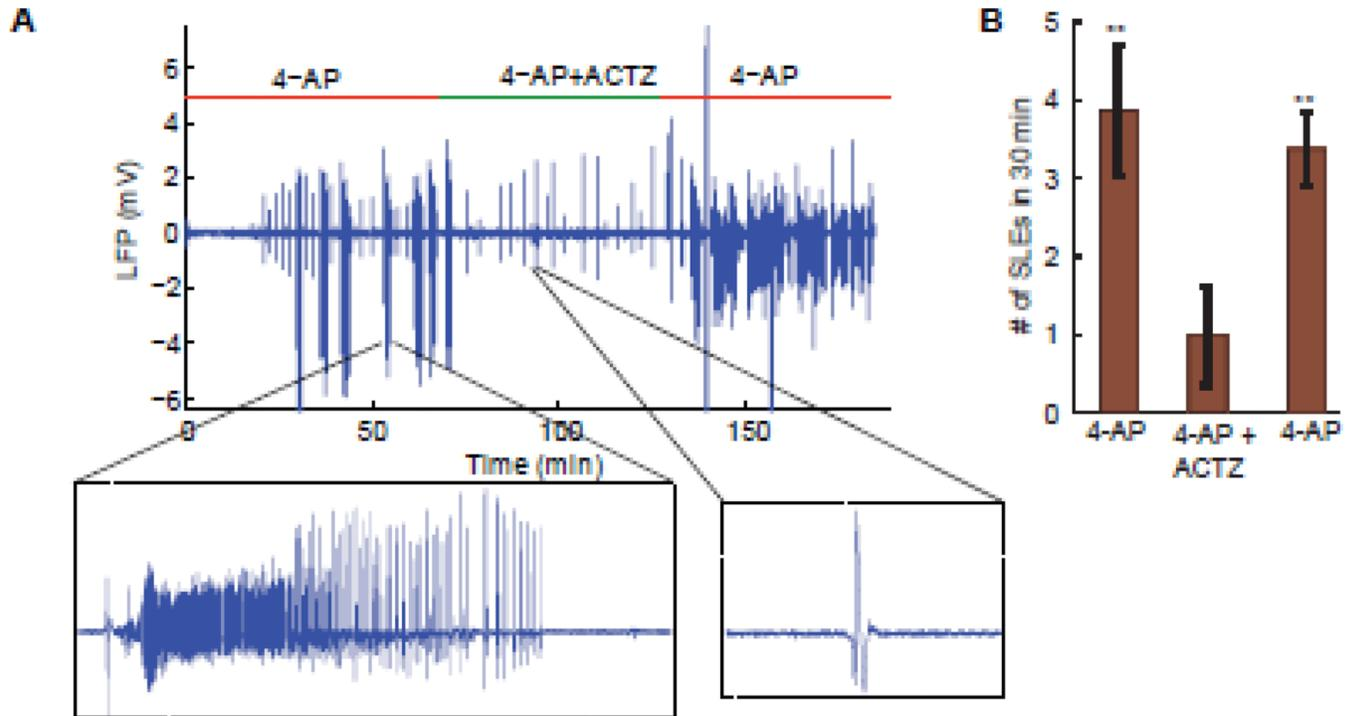 A
6
4
2
0
−2
−4
−6
LFP (mV)
4−AP
4−AP+ACTZ
4−AP
0
50
100
150
Time (min)
B
5
4
3
2
1
0
# of SLEs in 30 min
**
**
4-AP
4-AP +
ACTZ
4-AP